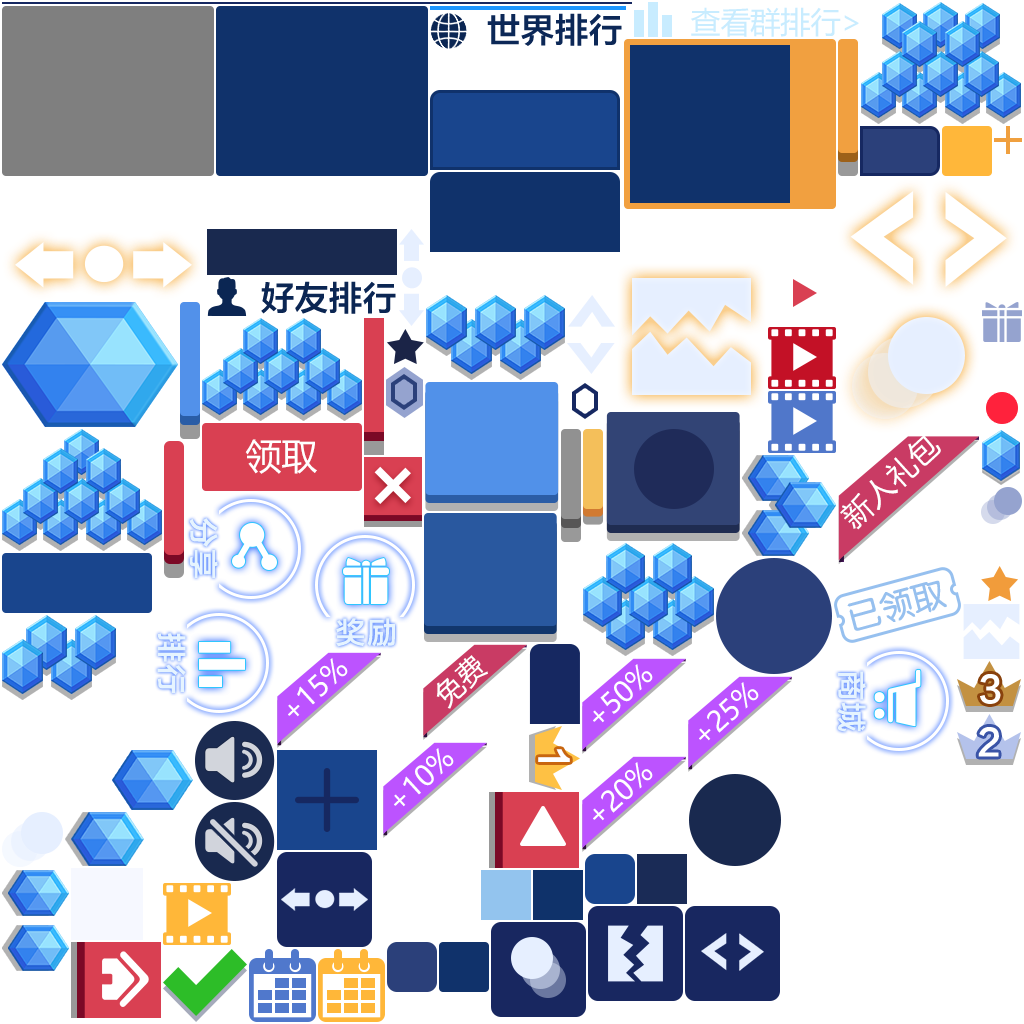 世界排行
查看群排行>
好友排行
领取
新人礼包
分享
奖励
已领取
排行
商城
+15%
免费
+50%
+25%
+10%
+20%
1
3
2